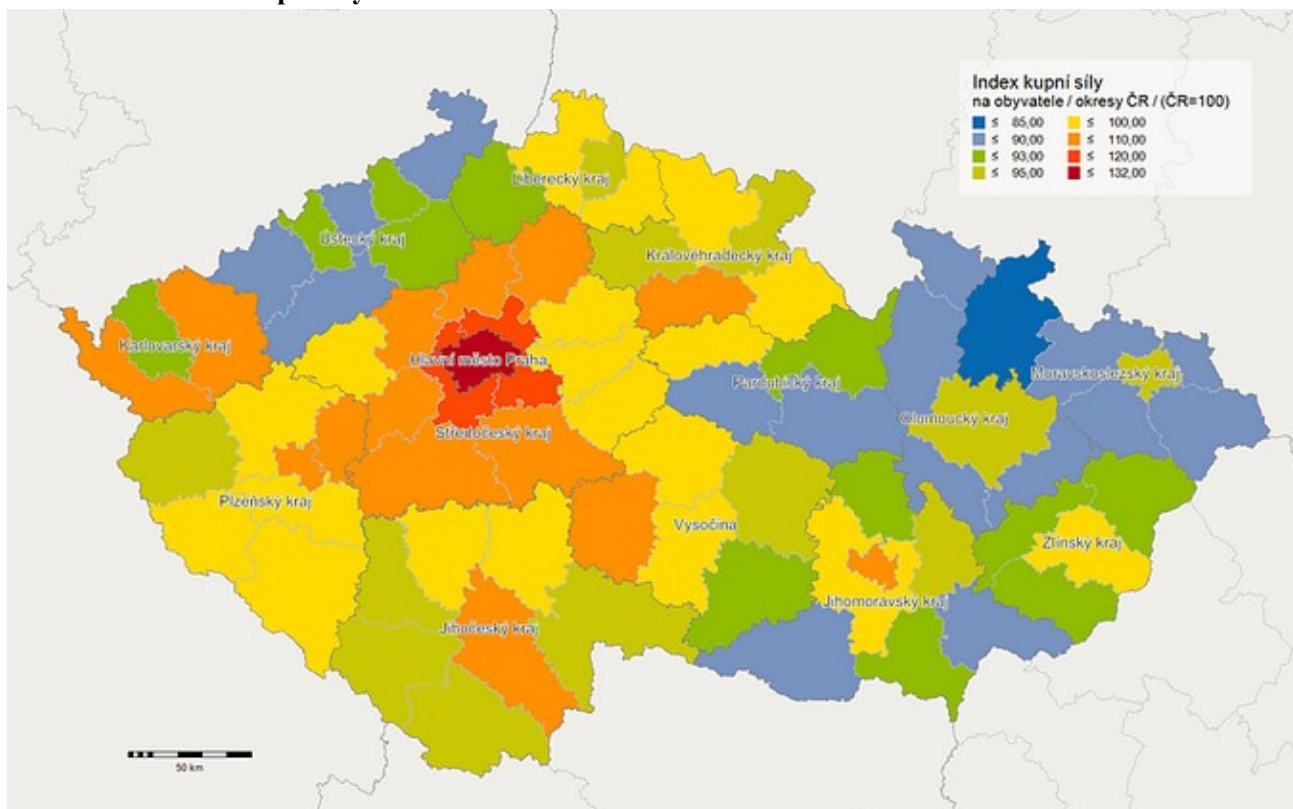 Index kupní síly
na obyvatele / okresy ČR / (ČR=100)
≤ 85,00 ≤ 100,00
≤ 90,00 ≤ 110,00
≤ 93,00 ≤ 120,00
≤ 95,00 ≤ 132,00
Liberecký kraj
Ústecký kraj
Královéhradecký kraj
Karlovarský kraj
Hlavní město Praha
Pardubický kraj
Moravskoslezský kraj
Olomoucký kraj
Středočeský kraj
Plzeňský kraj
Vysočina
Zlínský kraj
Jihomoravský kraj
Jihočeský kraj
50 km